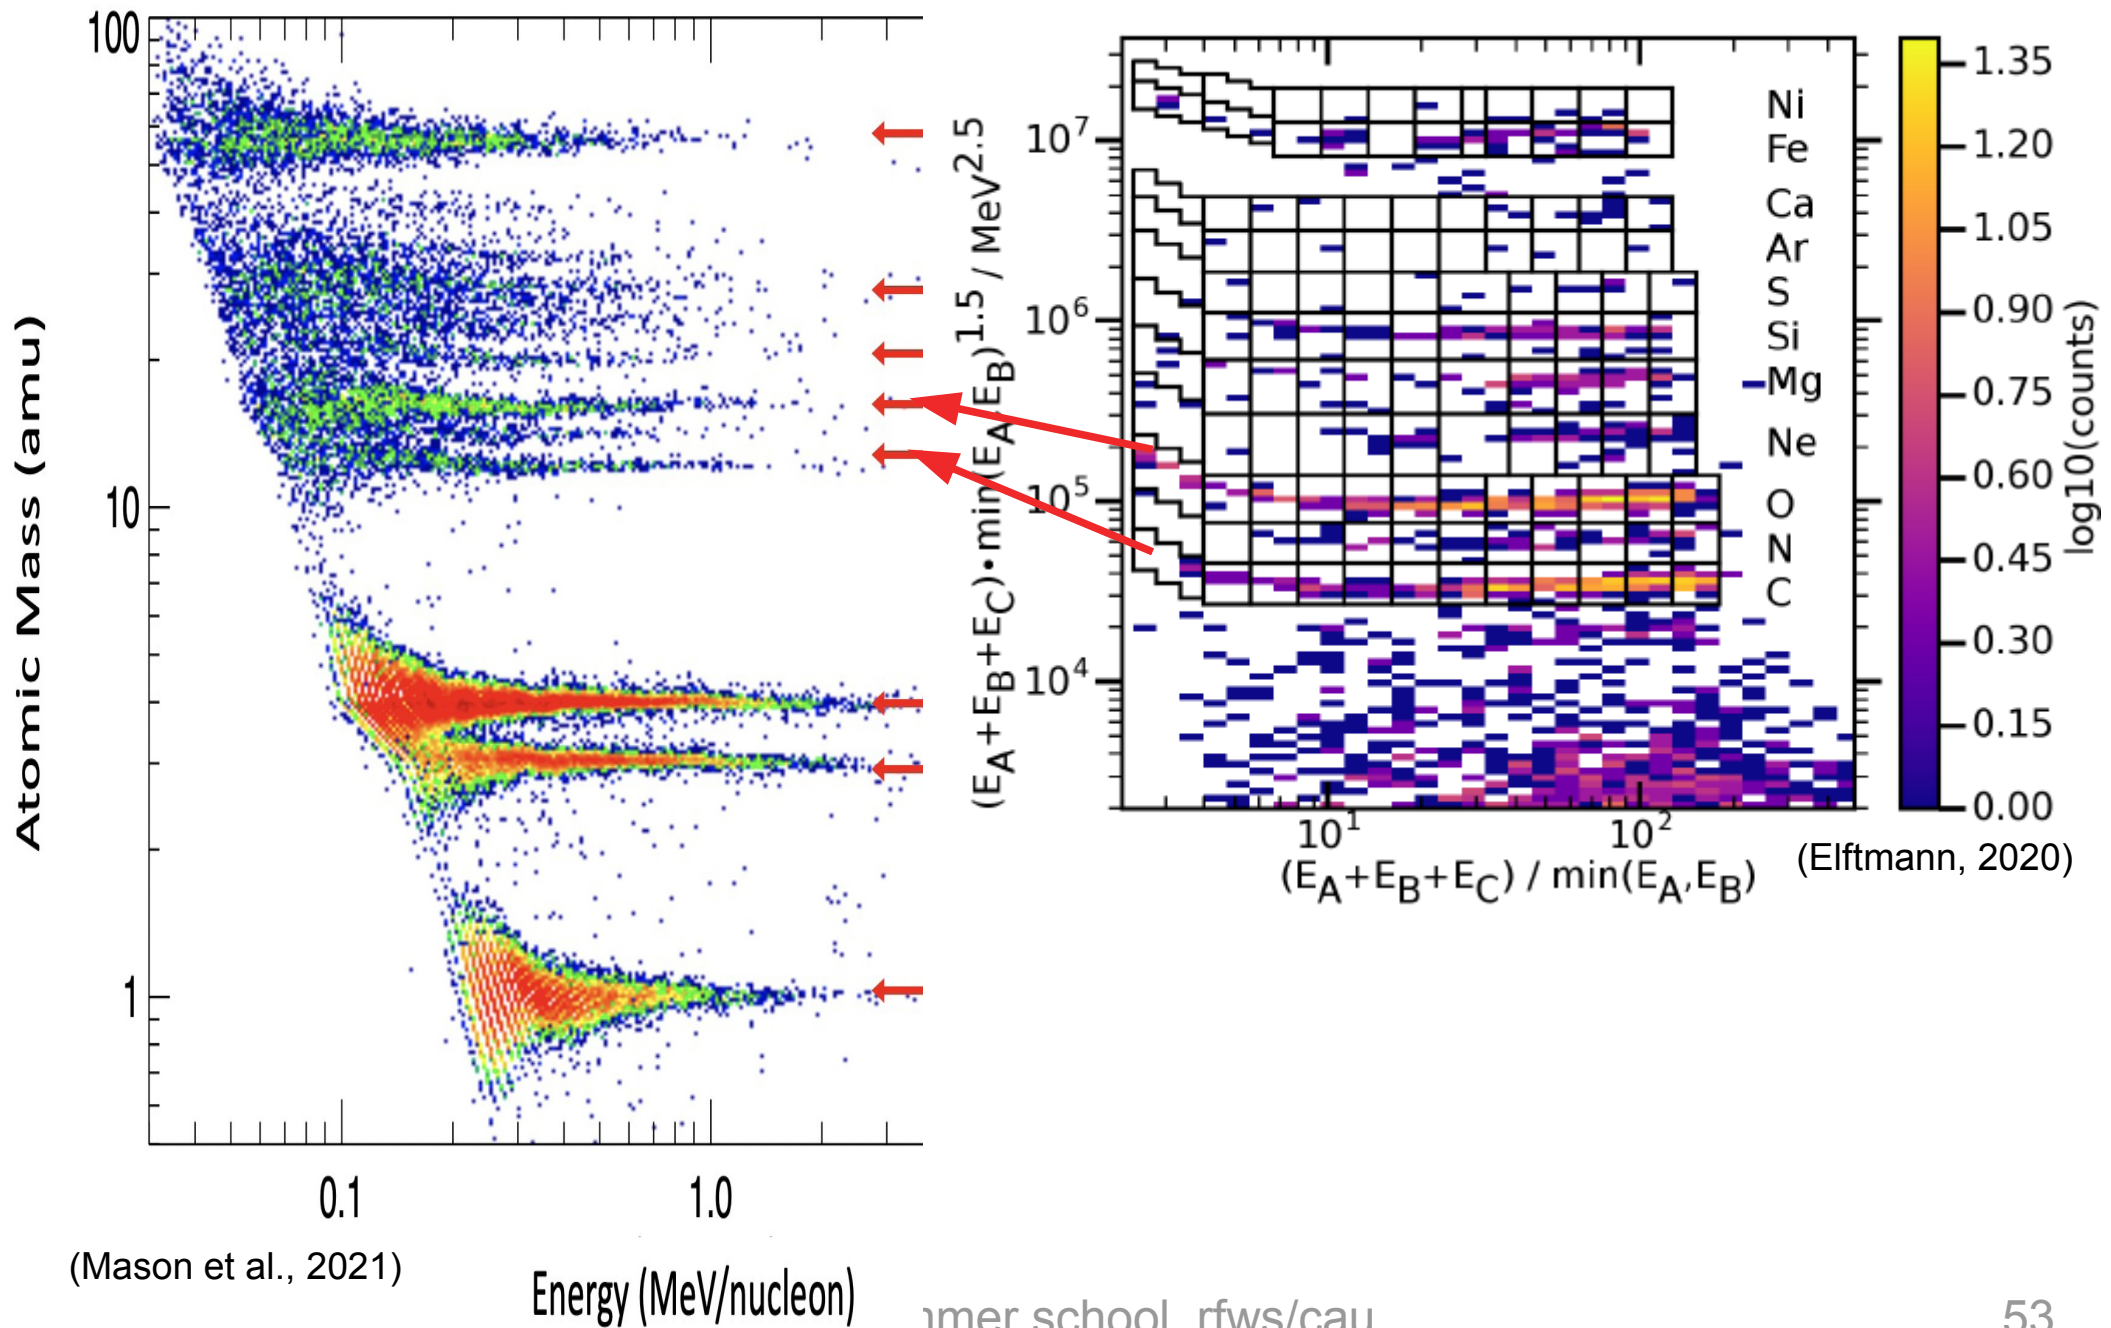 100
10
1
Atomic Mass (amu)
0.1
1.0
Energy (MeV/nucleon)
(Mason et al., 2021)
(E_A+E_B+E_C)•min(E_A,E_B)^1.5 / MeV^2.5
10^7
10^6
10^5
10^4
Ni
Fe
Ca
Ar
S
Si
Mg
Ne
O
N
C
10^1
10^2
(E_A+E_B+E_C) / min(E_A,E_B)
1.35
1.20
1.05
0.90
0.75
0.60
0.45
0.30
0.15
0.00
log10(counts)
(Elftmann, 2020)
school, rfws/cau
53